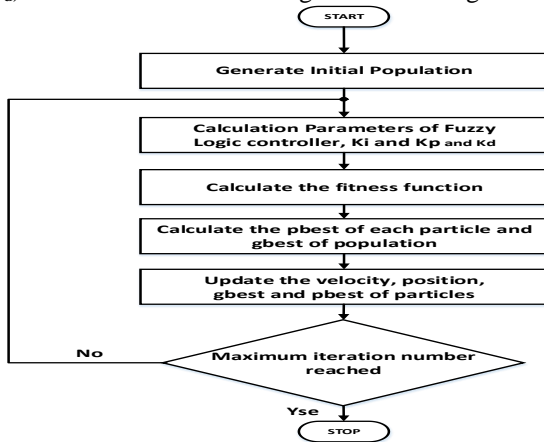 START
Generate Initial Population
Calculation Parameters of Fuzzy
Logic controller, Ki and Kp and Kd
Calculate the fitness function
Calculate the pbest of each particle and
gbest of population
Update the velocity, position,
gbest and pbest of particles
Maximum iteration number
reached
No
Yse
STOP